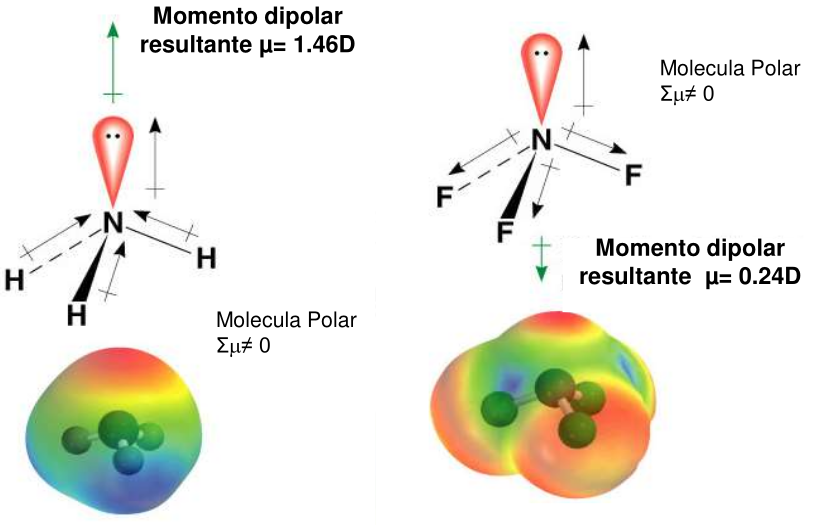 Momento dipolar
resultante µ= 1.46D
N
H
H
H
Molecula Polar
Σµ≠ 0
Molecula Polar
Σµ≠ 0
N
F
F
F
Momento dipolar
resultante µ= 0.24D